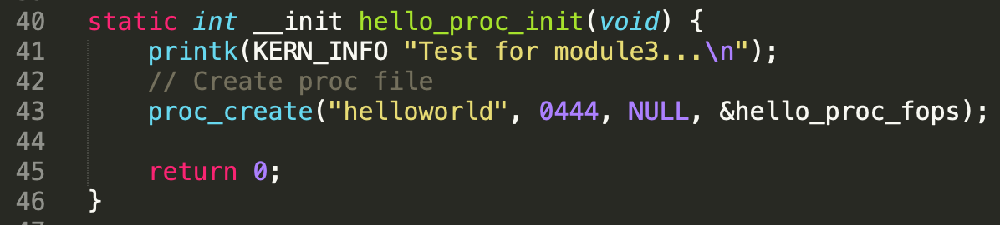 40 static int __init hello_proc_init(void) {
41     printk(KERN_INFO "Test for module3...\n");
42     // Create proc file
43     proc_create("helloworld", 0444, NULL, &hello_proc_fops);
44
45     return 0;
46 }